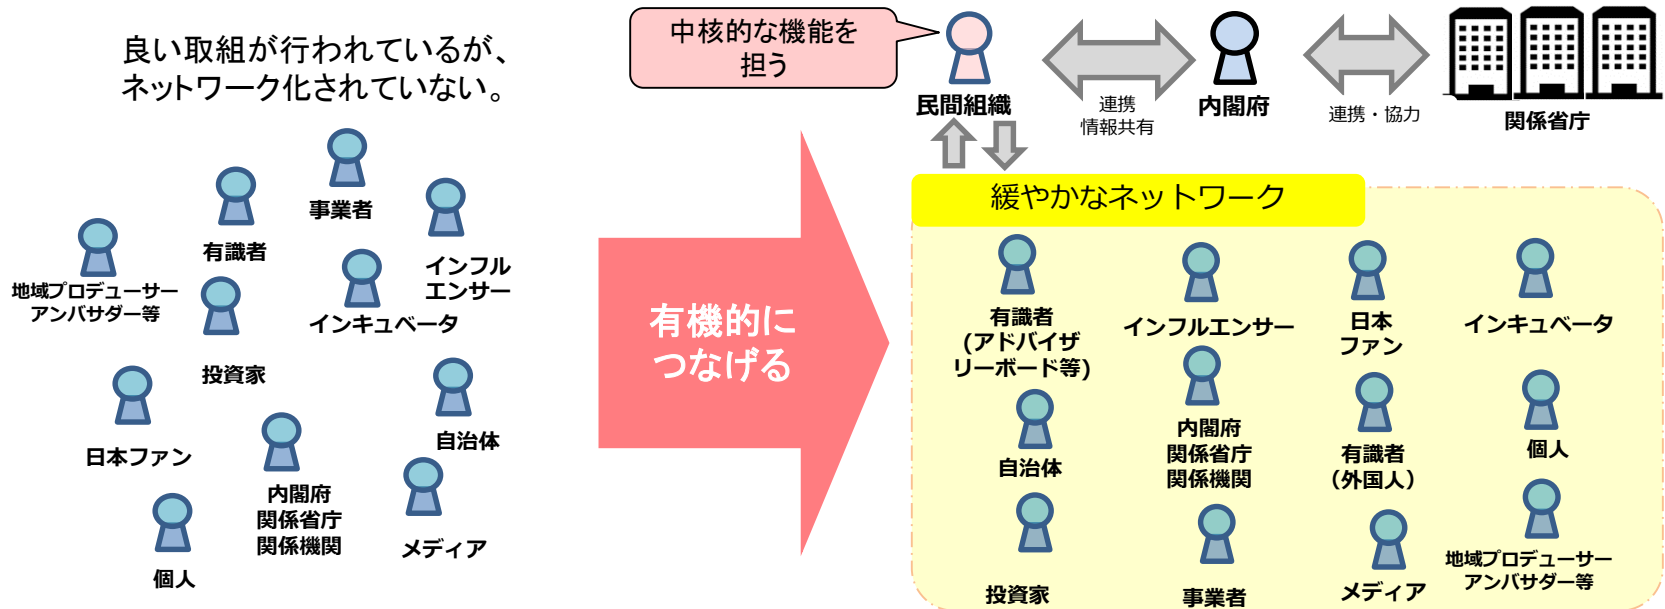 良い取組が行われているが、
ネットワーク化されていない。
事業者
有識者
インフル
エンサー
地域プロデューサー
アンバサダー等
インキュベータ
投資家
日本ファン
自治体
内閣府
関係省庁
関係機関
メディア
個人
有機的に
つなげる
中核的な機能を
担う
民間組織
連携
情報共有
内閣府
連携・協力
関係省庁
緩やかなネットワーク
有識者
(アドバイザ
リーボード等)
インフルエンサー
日本
ファン
インキュベータ
自治体
内閣府
関係省庁
関係機関
有識者
（外国人）
個人
投資家
事業者
メディア
地域プロデューサー
アンバサダー等